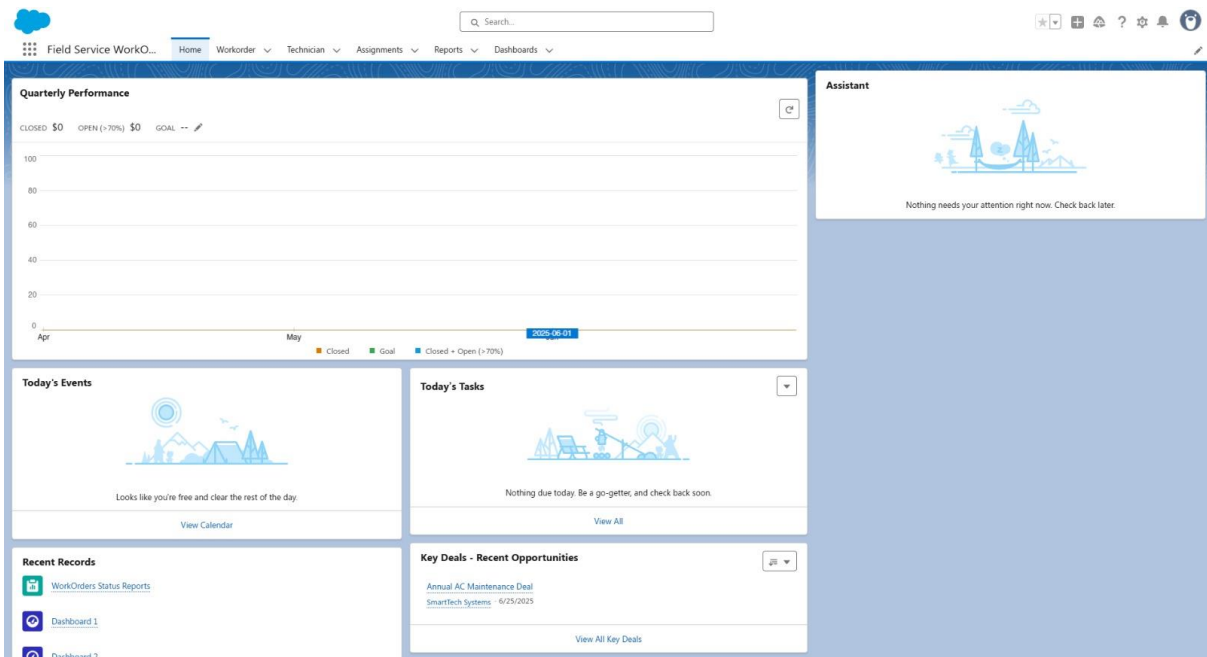 Search...
Field Service WorkO...
Home
Workorder
Technician
Assignments
Reports
Dashboards
Quarterly Performance
CLOSED $0 OPEN (>70%) $0 GOAL --
100
80
60
40
20
0
Apr
May
2025-06-01
Closed
Goal
Closed + Open (>70%)
Assistant
Nothing needs your attention right now. Check back later.
Today's Events
Looks like you're free and clear the rest of the day.
View Calendar
Today's Tasks
Nothing due today. Be a go-getter, and check back soon.
View All
Recent Records
WorkOrders Status Reports
Dashboard 1
Dashboard 2
Key Deals - Recent Opportunities
Annual AC Maintenance Deal
SmartTech Systems · 6/25/2025
View All Key Deals